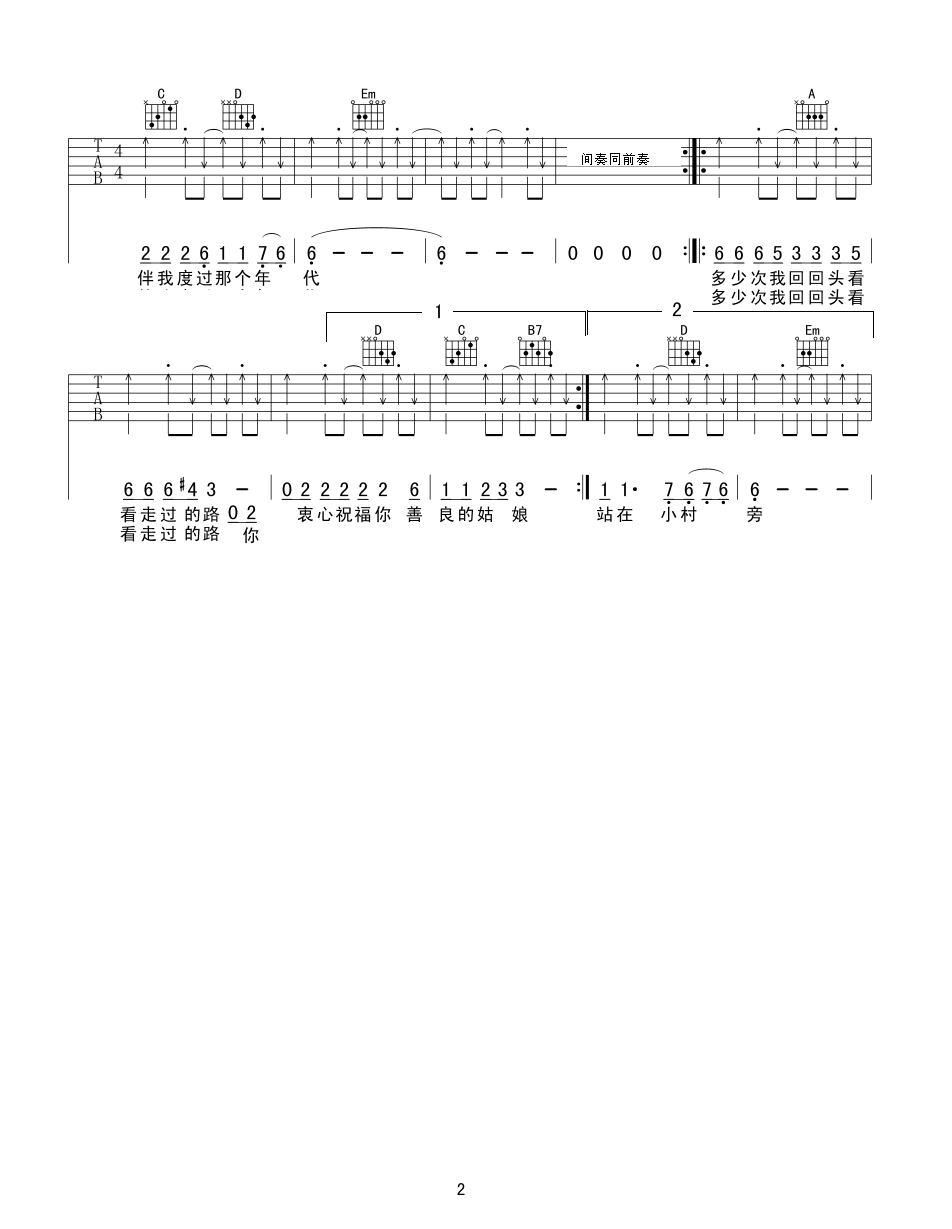 C D Em A
T A B 4 4 间奏同前奏
2 2 2 6 1 1 7 6 6 - - - 6 - - - 0 0 0 0 6 6 6 5 3 3 3 5
伴我度过那个年 代 多少次我回回头看
多少次我回回头看
1 2
D C B7 D Em
T A B
6 6 6 #4 3 - 0 2 2 2 2 2 6 1 1 2 3 3 - 1 1· 7 6 7 6 6 - - -
看走过的路 0 2 衷心祝福你 善 良的姑 娘 站在 小村 旁
看走过的路 你
2